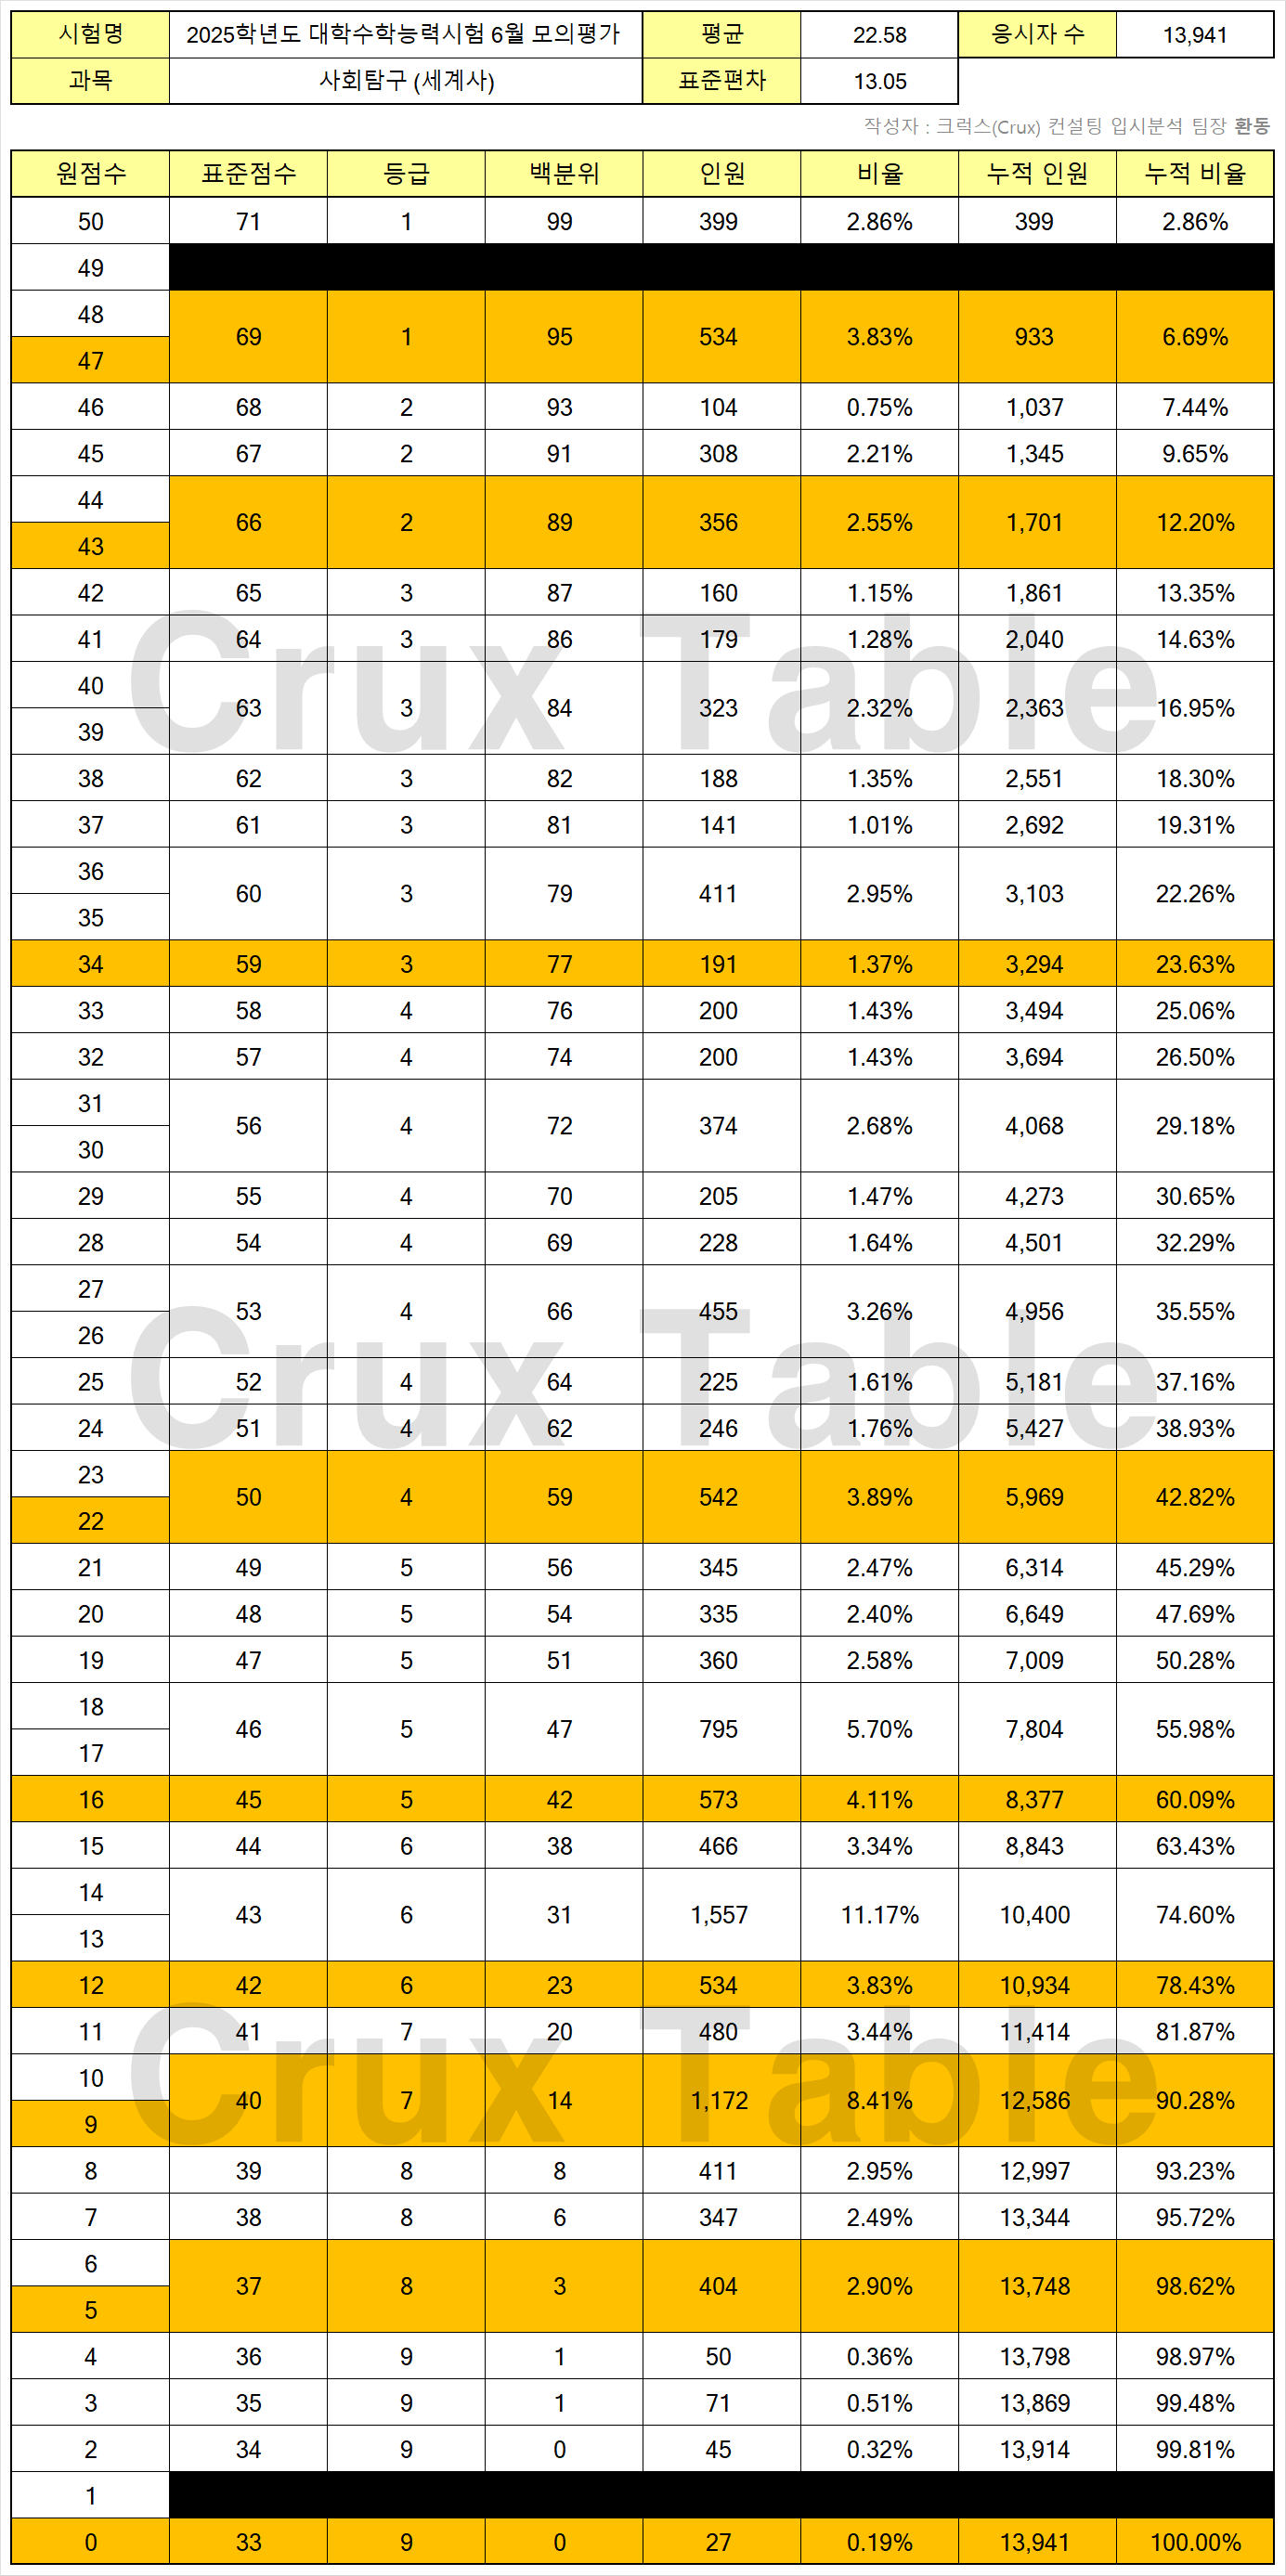 시험명 2025학년도 대학수학능력시험 6월 모의평가 평균 22.58 응시자 수 13,941
과목 사회탐구 (세계사) 표준편차 13.05
작성자 : 크럭스(Crux) 컨설팅 입시분석 팀장 환동
원점수 표준점수 등급 백분위 인원 비율 누적 인원 누적 비율
50 71 1 99 399 2.86% 399 2.86%
49
48
69 1 95 534 3.83% 933 6.69%
47
46 68 2 93 104 0.75% 1,037 7.44%
45 67 2 91 308 2.21% 1,345 9.65%
44
66 2 89 356 2.55% 1,701 12.20%
43
42 65 3 87 160 1.15% 1,861 13.35%
41 64 3 86 179 1.28% 2,040 14.63%
Crux Table
40
63 3 84 323 2.32% 2,363 16.95%
39
38 62 3 82 188 1.35% 2,551 18.30%
37 61 3 81 141 1.01% 2,692 19.31%
36
60 3 79 411 2.95% 3,103 22.26%
35
34 59 3 77 191 1.37% 3,294 23.63%
33 58 4 76 200 1.43% 3,494 25.06%
32 57 4 74 200 1.43% 3,694 26.50%
31
56 4 72 374 2.68% 4,068 29.18%
30
29 55 4 70 205 1.47% 4,273 30.65%
28 54 4 69 228 1.64% 4,501 32.29%
27
53 4 66 455 3.26% 4,956 35.55%
26
Crux Table
25 52 4 64 225 1.61% 5,181 37.16%
24 51 4 62 246 1.76% 5,427 38.93%
23
50 4 59 542 3.89% 5,969 42.82%
22
21 49 5 56 345 2.47% 6,314 45.29%
20 48 5 54 335 2.40% 6,649 47.69%
19 47 5 51 360 2.58% 7,009 50.28%
18
46 5 47 795 5.70% 7,804 55.98%
17
16 45 5 42 573 4.11% 8,377 60.09%
15 44 6 38 466 3.34% 8,843 63.43%
14
43 6 31 1,557 11.17% 10,400 74.60%
13
12 42 6 23 534 3.83% 10,934 78.43%
11 41 7 20 480 3.44% 11,414 81.87%
Crux Table
10
40 7 14 1,172 8.41% 12,586 90.28%
9
8 39 8 8 411 2.95% 12,997 93.23%
7 38 8 6 347 2.49% 13,344 95.72%
6
37 8 3 404 2.90% 13,748 98.62%
5
4 36 9 1 50 0.36% 13,798 98.97%
3 35 9 1 71 0.51% 13,869 99.48%
2 34 9 0 45 0.32% 13,914 99.81%
1
0 33 9 0 27 0.19% 13,941 100.00%